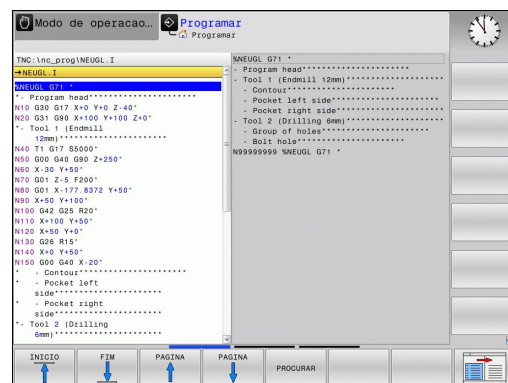 Modo de operacao...
Programar
Programar
TNC:\nc_prog\NEUGL.I
→NEUGL.I
%NEUGL G71 *
*- Program head**********************
N10 G30 G17 X+0 Y+0 Z-40*
N20 G31 G90 X+100 Y+100 Z+0*
*- Tool 1 (Endmill
12mm)**********************
N40 T1 G17 S5000*
N50 G00 G40 G90 Z+250*
N60 X-30 Y+50*
N70 G01 Z-5 F200*
N80 G01 X-177.8372 Y+50*
N90 X+50 Y+100*
N100 G42 G25 R20*
N110 X+100 Y+50*
N120 X+50 Y+0*
N130 G26 R15*
N140 X+0 Y+50*
N150 G00 G40 X-20*
* - Contour**********************
* - Pocket left
side**********************
* - Pocket right
side**********************
*- Tool 2 (Drilling
6mm)**********************
%NEUGL G71 *
- Program head**********************
- Tool 1 (Endmill 12mm)********************
- Contour**********************
- Pocket left side**********************
- Pocket right side********************
- Tool 2 (Drilling 6mm)********************
- Group of holes**********************
- Bolt hole**********************
N99999999 %NEUGL G71 *
INICIO
FIM
PAGINA
PAGINA
PROCURAR